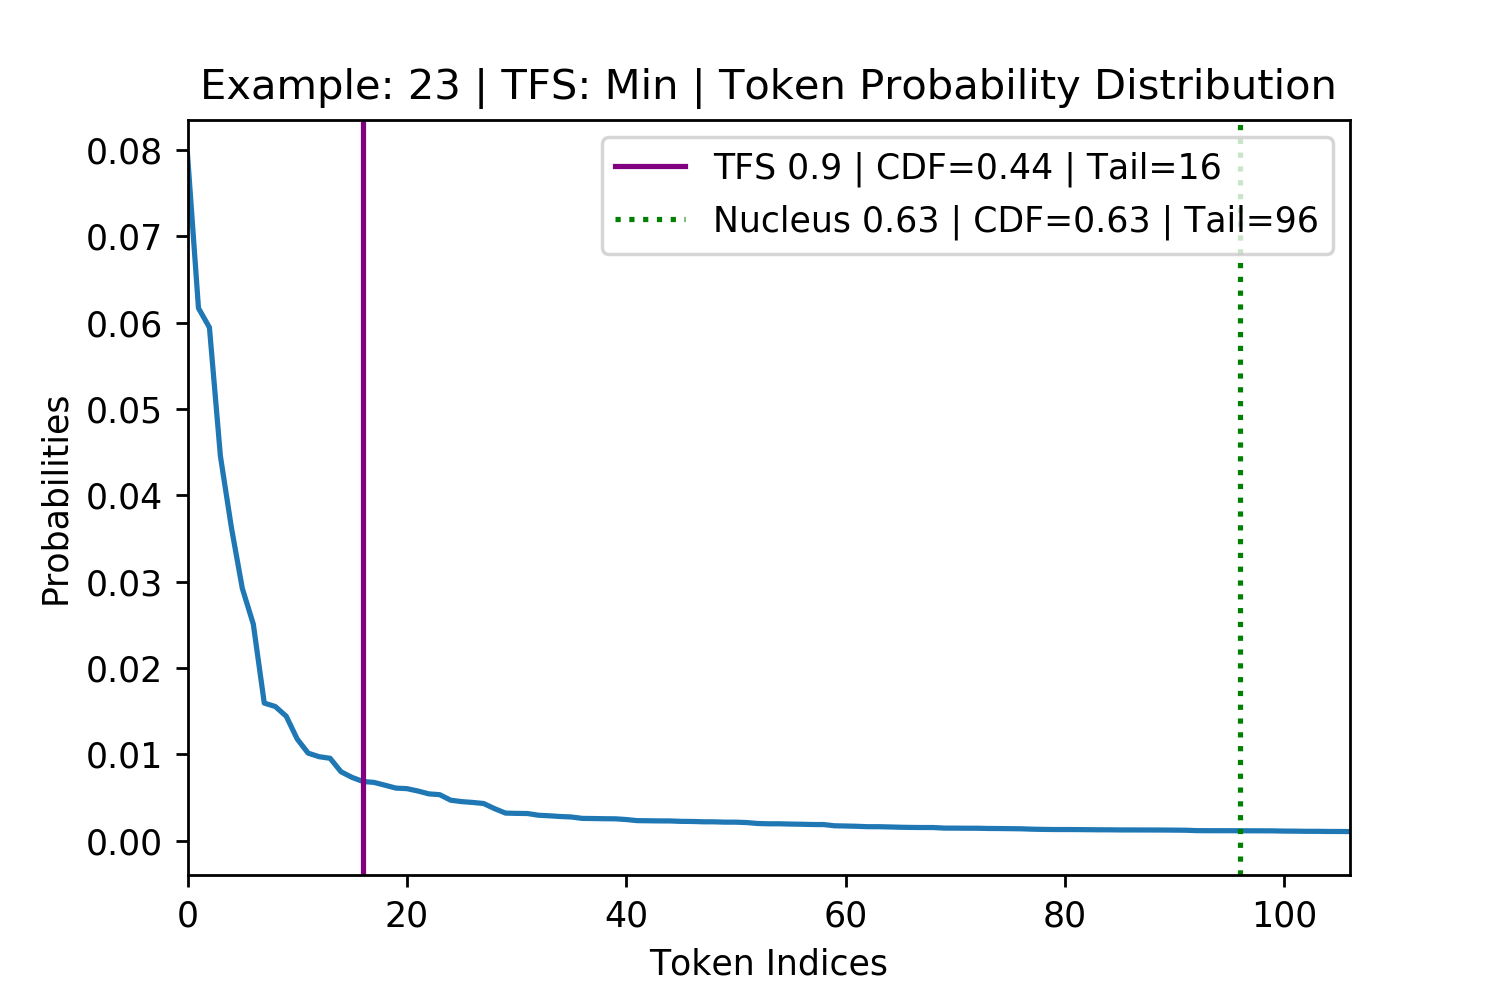 Example: 23 | TFS: Min | Token Probability Distribution
TFS 0.9 | CDF=0.44 | Tail=16
Nucleus 0.63 | CDF=0.63 | Tail=96
0.08
0.07
0.06
0.05
0.04
0.03
0.02
0.01
0.00
Probabilities
0 20 40 60 80 100
Token Indices